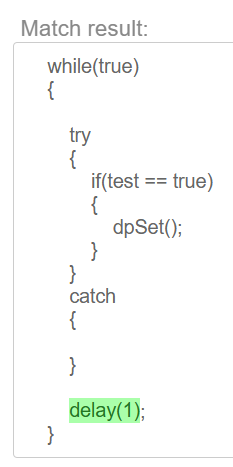 Match result:
while(true)
{
try
{
if(test == true)
{
dpSet();
}
}
catch
{
}
delay(1);
}